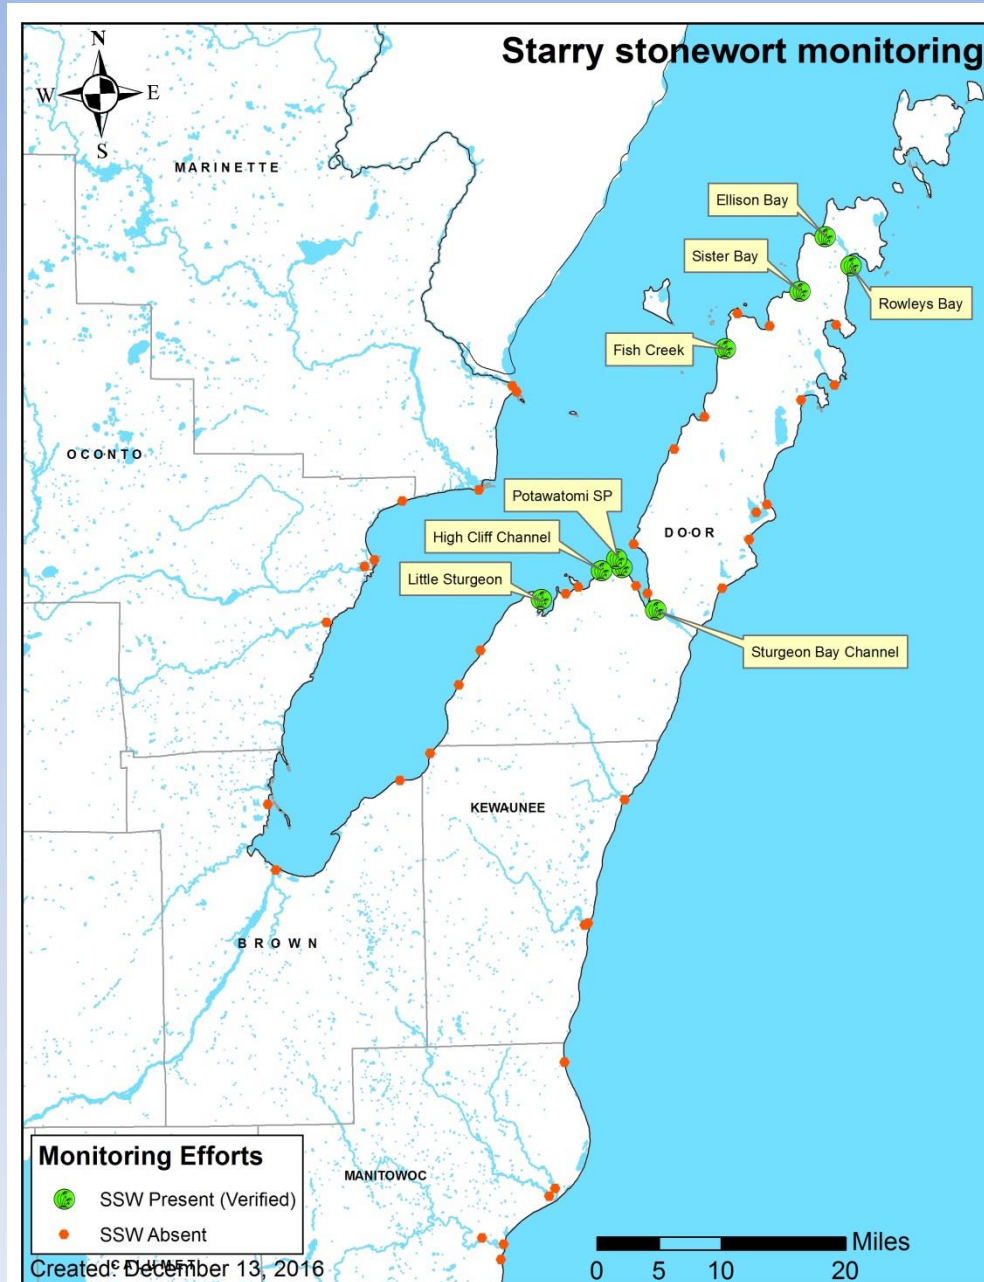 Starry stonewort monitoring
N
W
E
S
MARINETTE
Ellison Bay
Sister Bay
Rowleys Bay
Fish Creek
OCONTO
Potawatomi SP
High Cliff Channel
DOOR
Little Sturgeon
Sturgeon Bay Channel
KEWAUNEE
BROWN
MANITOWOC
Monitoring Efforts
SSW Present (Verified)
SSW Absent
CALUMET
Created: December 13, 2016
Miles
0 5 10 20